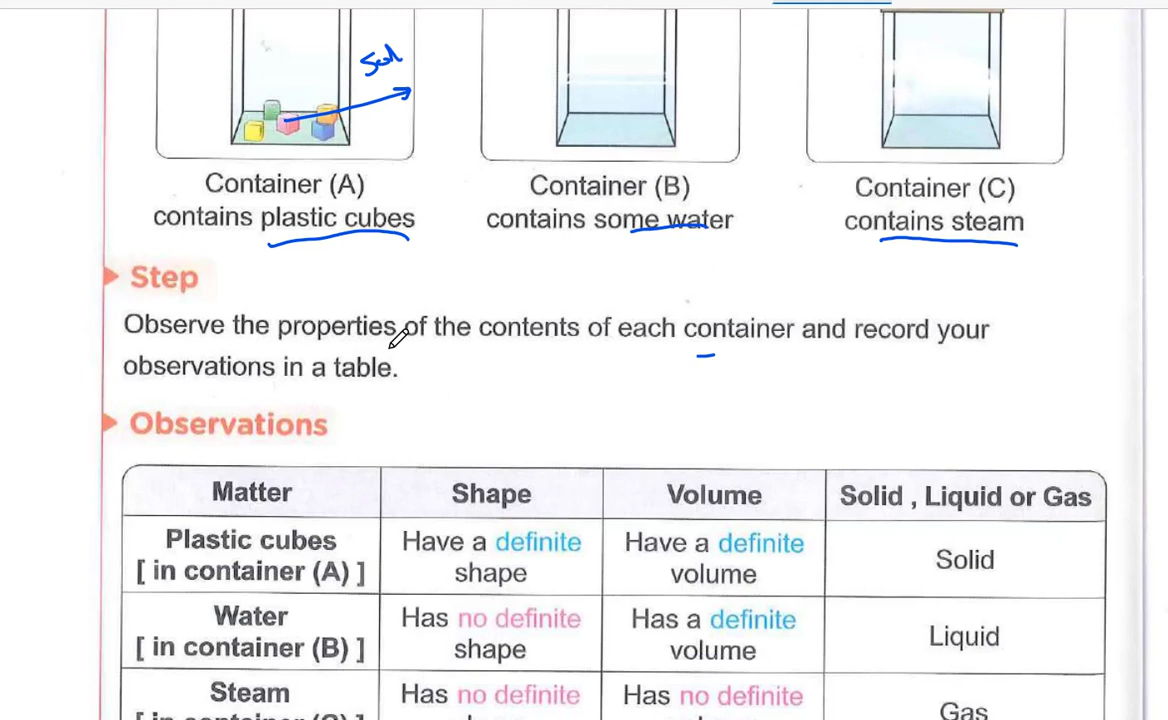 Container (A)
contains plastic cubes
Container (B)
contains some water
Container (C)
contains steam
Step
Observe the properties of the contents of each container and record your
observations in a table.
Observations
Matter
Shape
Volume
Solid , Liquid or Gas
Plastic cubes
[ in container (A) ]
Have a definite
shape
Have a definite
volume
Solid
Water
[ in container (B) ]
Has no definite
shape
Has a definite
volume
Liquid
Steam
Has no definite
Has no definite
Gas